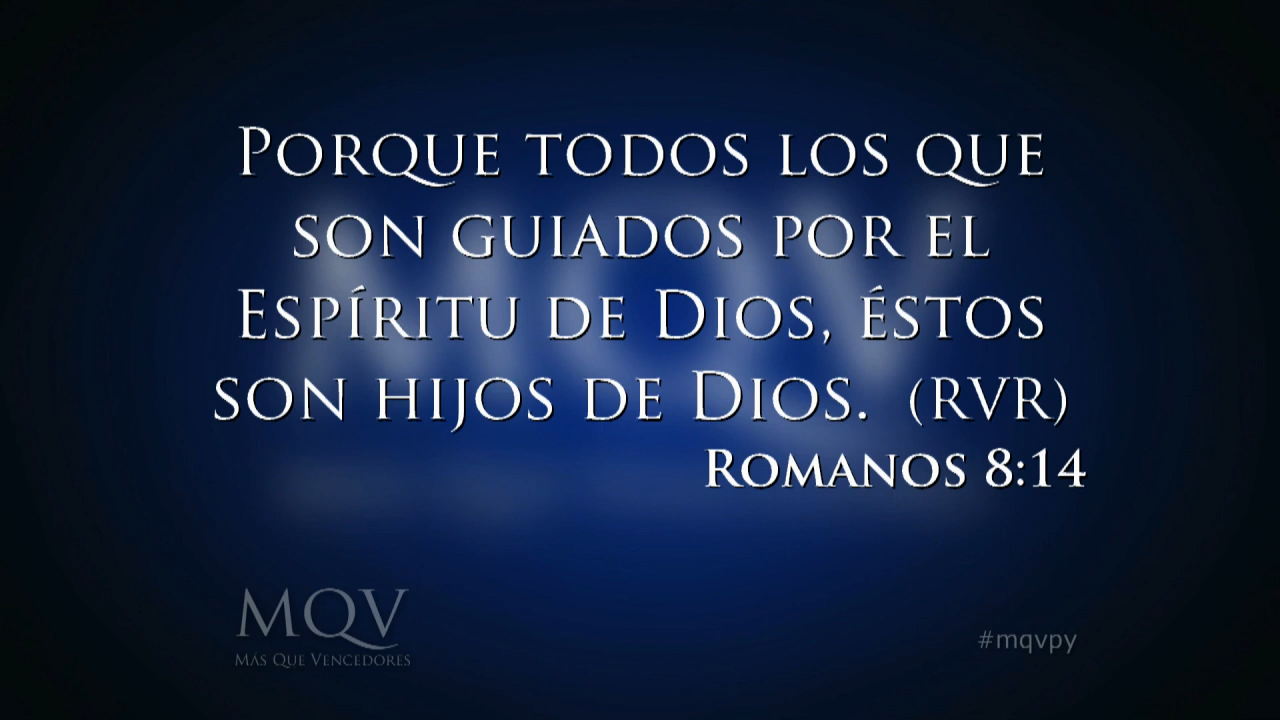 Porque todos los que
son guiados por el
Espíritu de Dios, éstos
son hijos de Dios. (RVR)
Romanos 8:14
MQV
Más Que Vencedores
#mqvpy